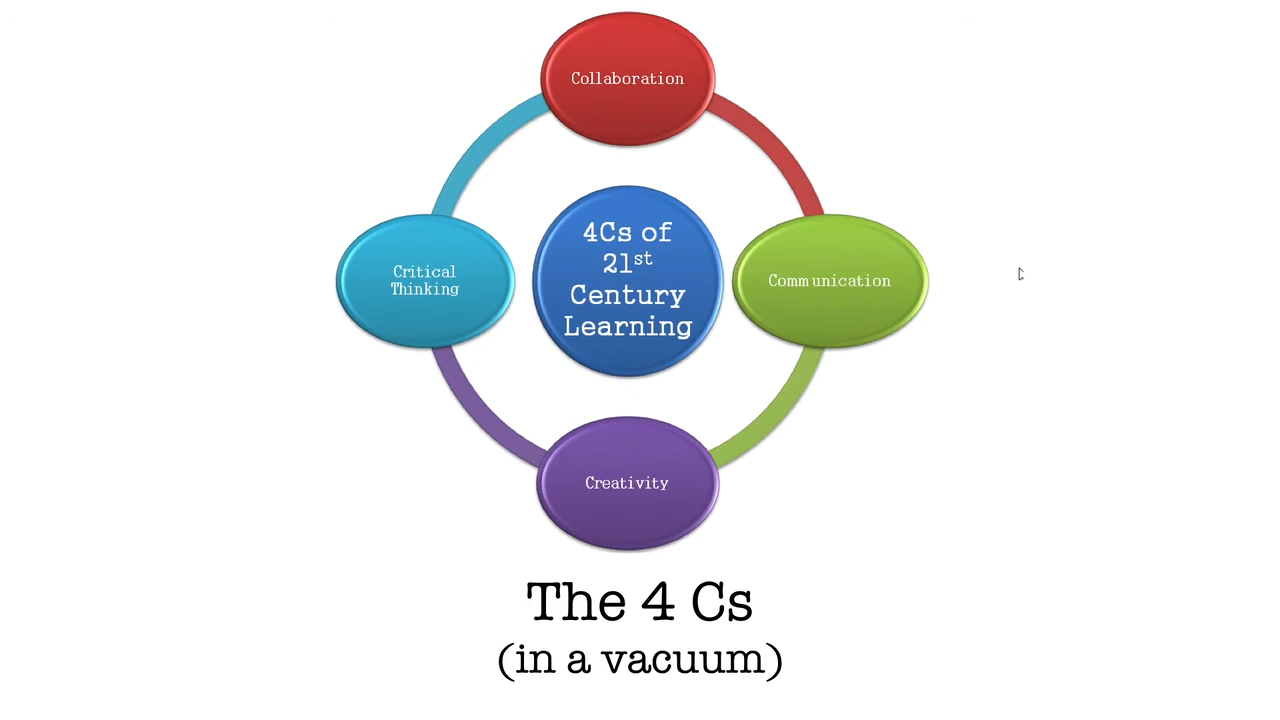 Collaboration
Critical
Thinking
4Cs of
21st
Century
Learning
Communication
Creativity
The 4 Cs
(in a vacuum)